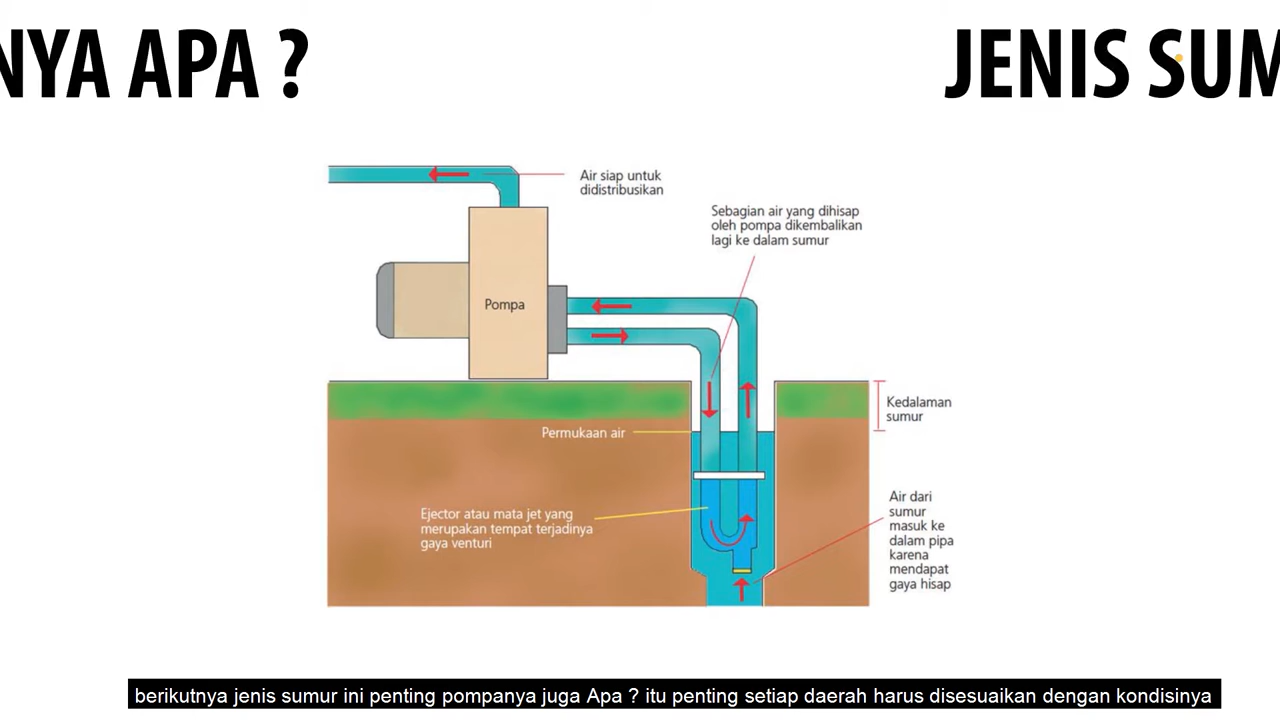 NYA APA ?
JENIS SUM
Air siap untuk
didistribusikan
Sebagian air yang dihisap
oleh pompa dikembalikan
lagi ke dalam sumur
Pompa
Kedalaman
sumur
Permukaan air
Air dari
sumur
masuk ke
dalam pipa
karena
mendapat
gaya hisap
Ejector atau mata jet yang
merupakan tempat terjadinya
gaya venturi
berikutnya jenis sumur ini penting pompanya juga Apa ? itu penting setiap daerah harus disesuaikan dengan kondisinya